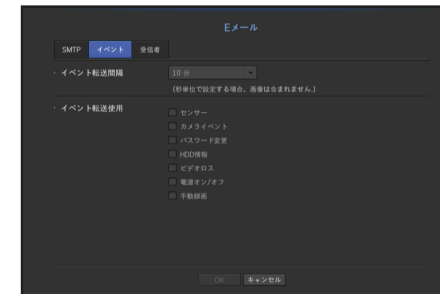 Eメール
SMTP イベント 受信者
イベント転送間隔 10 分
(秒単位で設定する場合、画像は含まれません。)
イベント転送使用
センサー
カメライベント
パスワード変更
HDD情報
ビデオロス
電源オン/オフ
手動録画
OK キャンセル